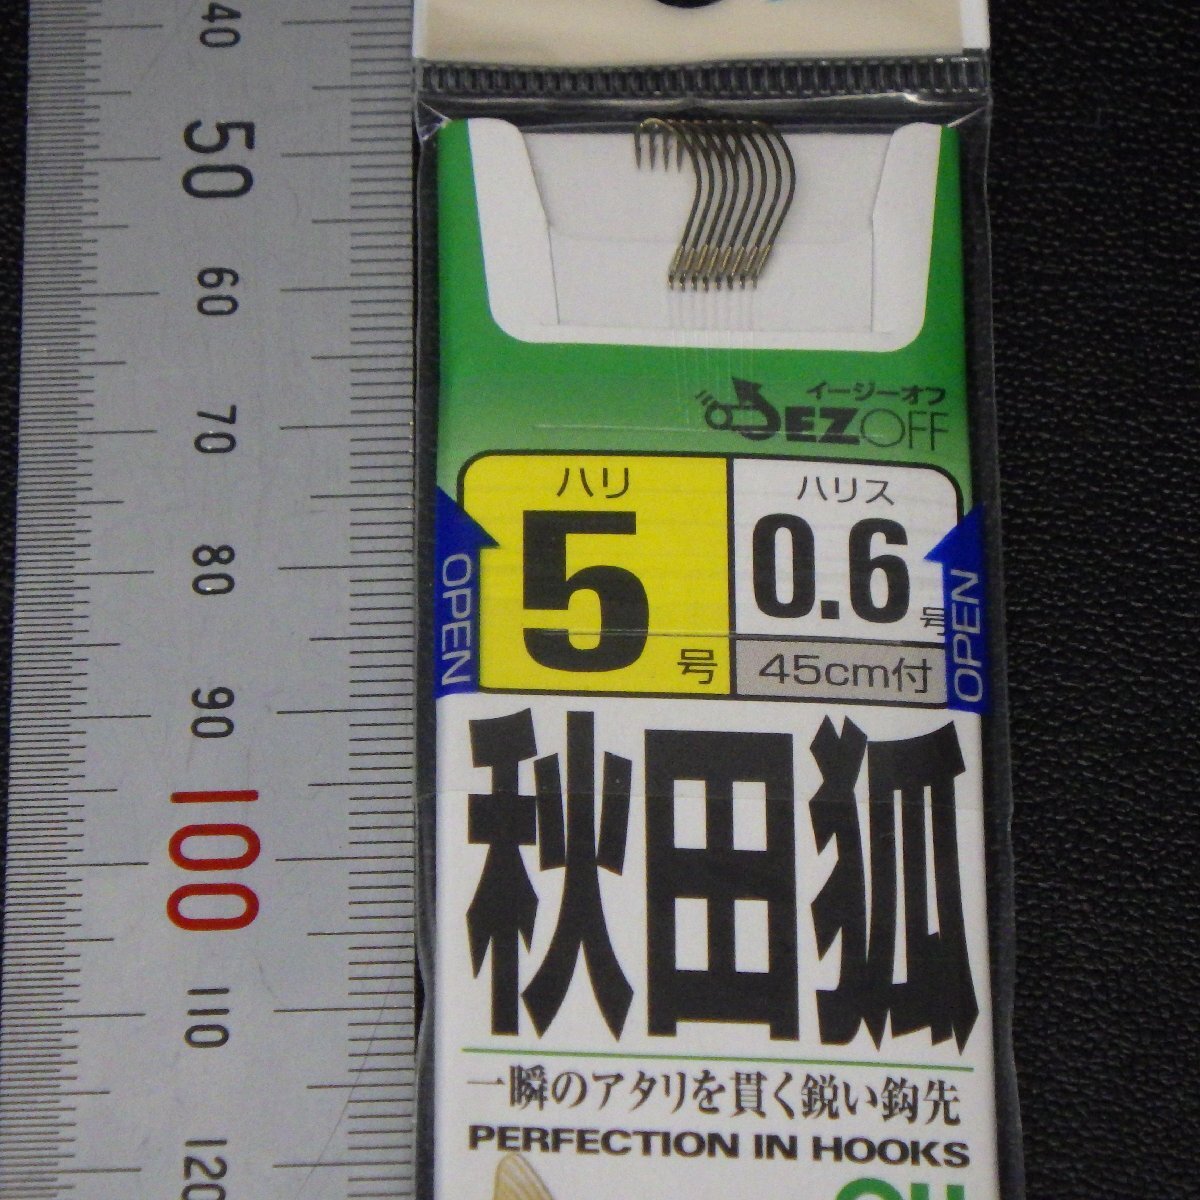 40
50
60
70
80
90
100
110
120
イージーオフ
EZ OFF
ハリ
5号
ハリス
0.6号
45cm付
OPEN
OPEN
秋田狐
一瞬のアタリを貫く鋭い鈎先
PERFECTION IN HOOKS